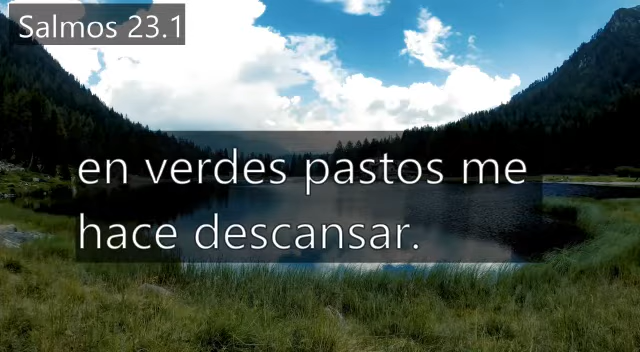 Salmos 23.1
en verdes pastos me
hace descansar.